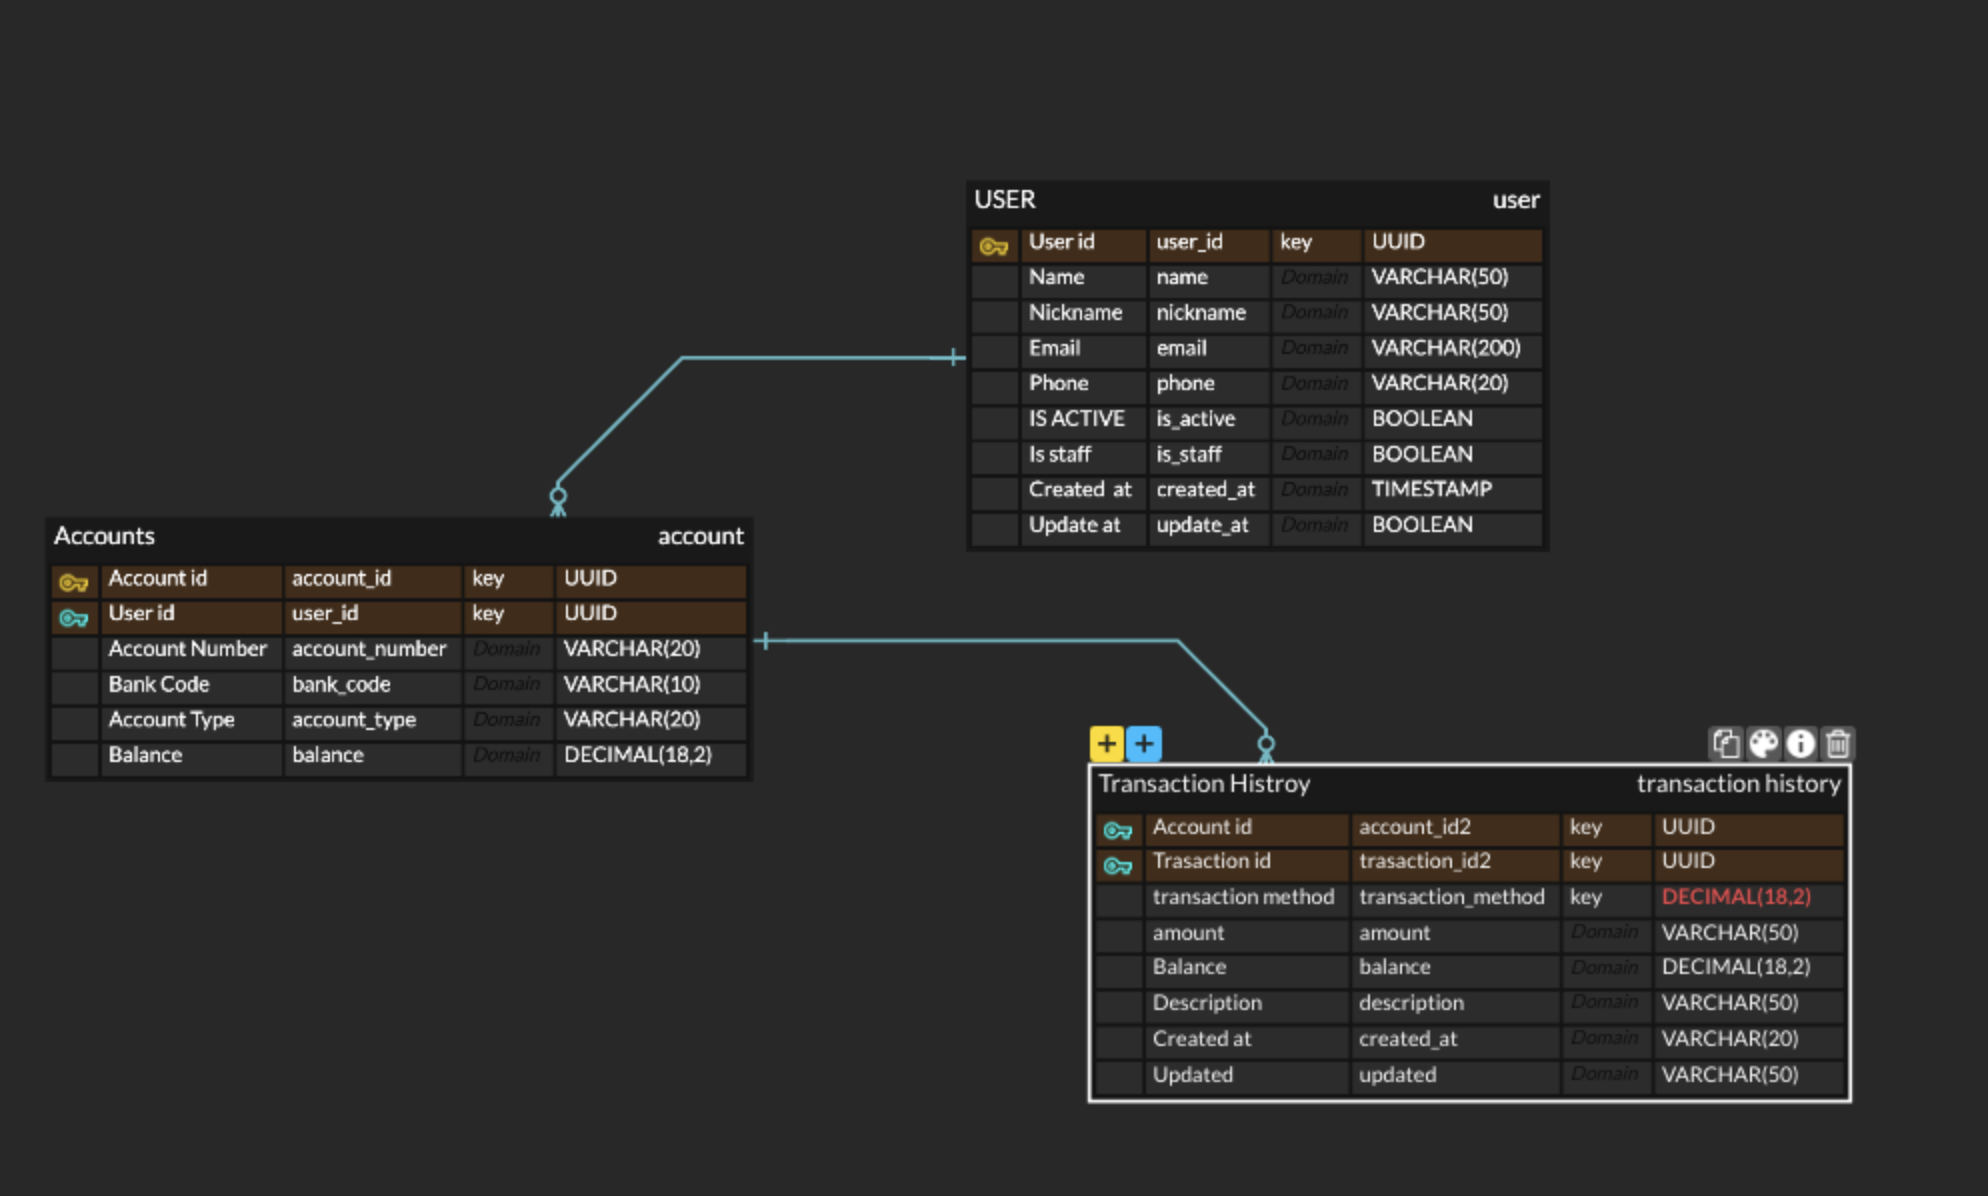 USER user
User id user_id key UUID
Name name Domain VARCHAR(50)
Nickname nickname Domain VARCHAR(50)
Email email Domain VARCHAR(200)
Phone phone Domain VARCHAR(20)
IS ACTIVE is_active Domain BOOLEAN
Is staff is_staff Domain BOOLEAN
Created at created_at Domain TIMESTAMP
Update at update_at Domain BOOLEAN
Accounts account
Account id account_id key UUID
User id user_id key UUID
Account Number account_number Domain VARCHAR(20)
Bank Code bank_code Domain VARCHAR(10)
Account Type account_type Domain VARCHAR(20)
Balance balance Domain DECIMAL(18,2)
Transaction Histroy transaction history
Account id account_id2 key UUID
Trasaction id trasaction_id2 key UUID
transaction method transaction_method key DECIMAL(18,2)
amount amount Domain VARCHAR(50)
Balance balance Domain DECIMAL(18,2)
Description description Domain VARCHAR(50)
Created at created_at Domain VARCHAR(20)
Updated updated Domain VARCHAR(50)